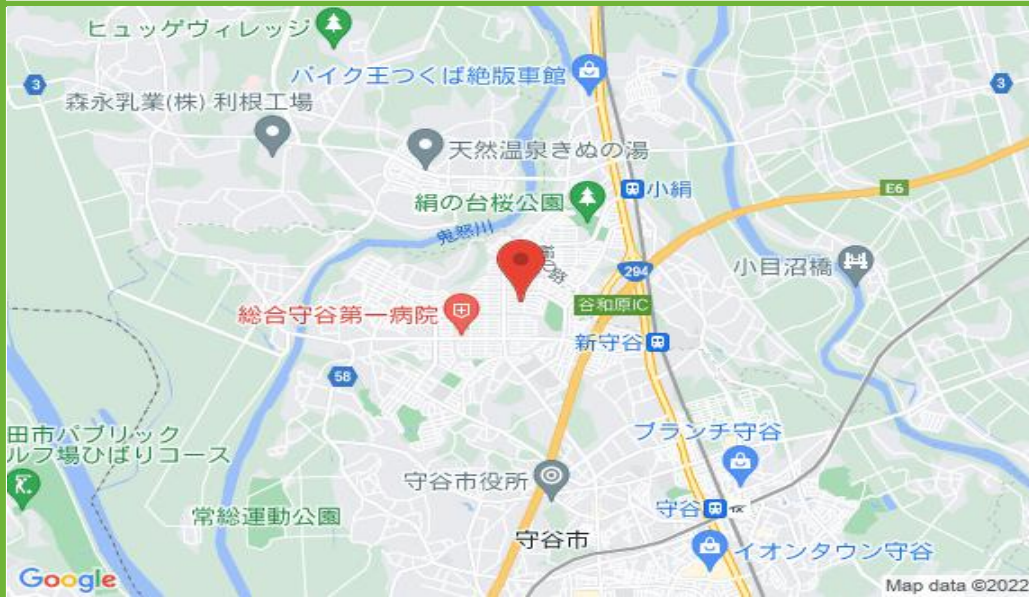 ヒュッゲヴィレッジ
バイク王つくば絶版車館
3
3
森永乳業(株) 利根工場
天然温泉きぬの湯
絹の台桜公園
小絹
E6
鬼怒川
294
小目沼橋
谷和原IC
総合守谷第一病院
新守谷
58
田市パブリック
ルフ場ひばりコース
ブランチ守谷
守谷市役所
守谷
常総運動公園
守谷市
イオンタウン守谷
Google
Map data ©2022